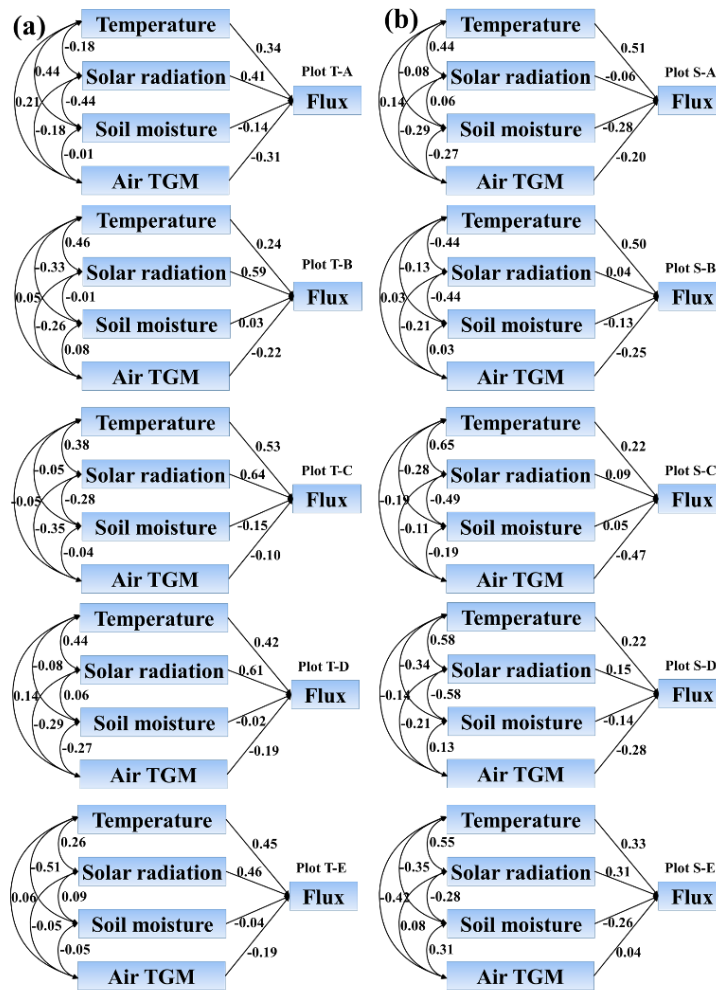 (a)
Temperature
-0.18
0.34
0.44
Solar radiation
0.41
Plot T-A
Flux
0.21
-0.44
-0.18
Soil moisture
-0.14
-0.01
-0.31
Air TGM
Temperature
0.46
0.24
-0.33
Solar radiation
0.59
Plot T-B
Flux
0.05
-0.01
-0.26
Soil moisture
0.03
0.08
-0.22
Air TGM
Temperature
0.38
0.53
-0.05
Solar radiation
0.64
Plot T-C
Flux
-0.05
-0.28
-0.35
Soil moisture
-0.15
-0.04
-0.10
Air TGM
Temperature
0.44
0.42
-0.08
Solar radiation
0.61
Plot T-D
Flux
0.14
0.06
-0.29
Soil moisture
-0.02
-0.27
-0.19
Air TGM
Temperature
0.26
0.45
-0.51
Solar radiation
0.46
Plot T-E
Flux
0.06
0.09
-0.05
Soil moisture
-0.04
-0.05
-0.19
Air TGM
(b)
Temperature
0.44
0.51
-0.08
Solar radiation
-0.06
Plot S-A
Flux
0.14
0.06
-0.29
Soil moisture
-0.28
-0.27
-0.20
Air TGM
Temperature
-0.44
0.50
-0.13
Solar radiation
0.04
Plot S-B
Flux
0.03
-0.44
-0.21
Soil moisture
-0.13
0.03
-0.25
Air TGM
Temperature
0.65
0.22
-0.28
Solar radiation
0.09
Plot S-C
Flux
-0.19
-0.49
-0.11
Soil moisture
0.05
-0.19
-0.47
Air TGM
Temperature
0.58
0.22
-0.34
Solar radiation
0.15
Plot S-D
Flux
-0.14
-0.58
-0.21
Soil moisture
-0.14
0.13
-0.28
Air TGM
Temperature
0.55
0.33
-0.35
Solar radiation
0.31
Plot S-E
Flux
-0.42
-0.28
0.08
Soil moisture
-0.26
0.31
0.04
Air TGM